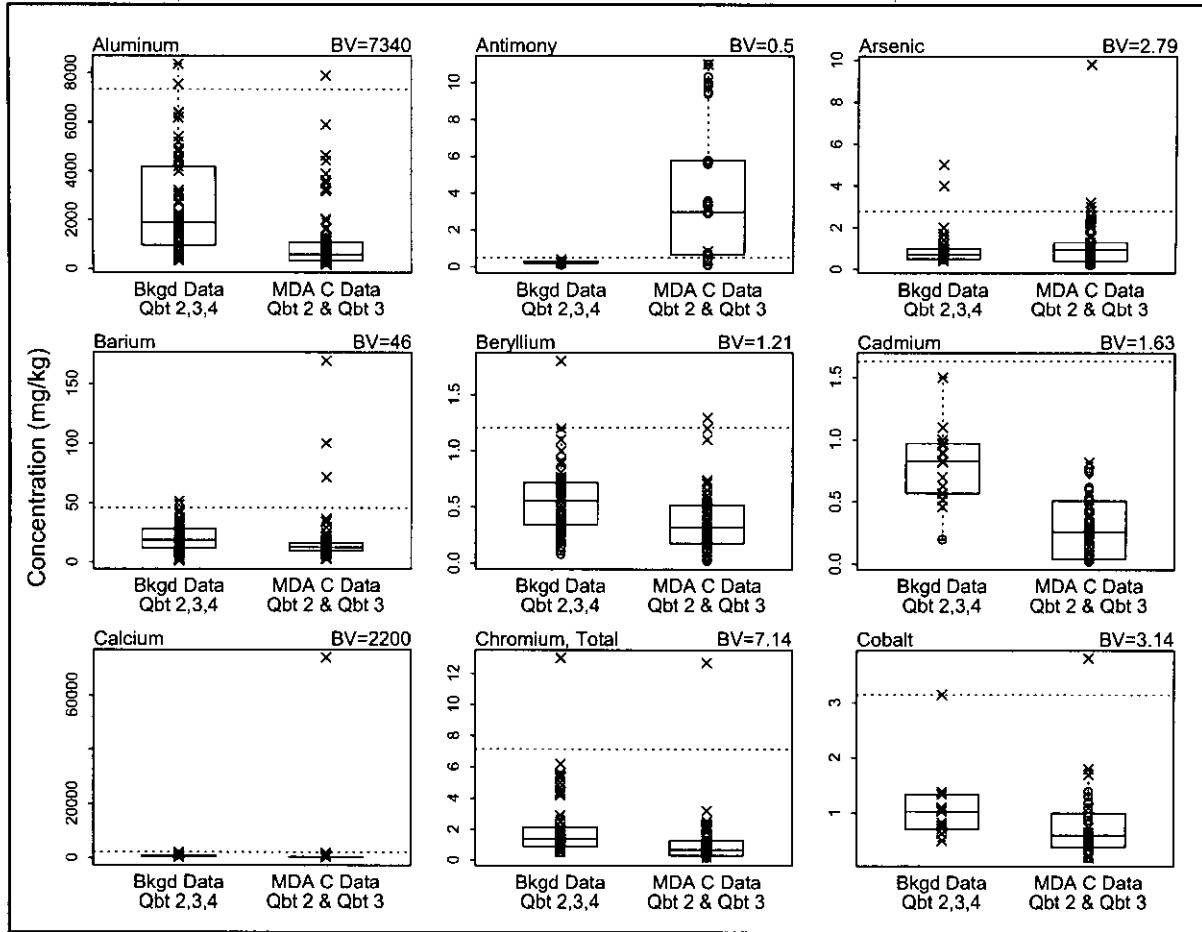 Aluminum BV=7340
8000
6000
4000
2000
0
Bkgd Data MDA C Data
Qbt 2,3,4 Qbt 2 & Qbt 3
Antimony BV=0.5
10
8
6
4
2
0
Bkgd Data MDA C Data
Qbt 2,3,4 Qbt 2 & Qbt 3
Arsenic BV=2.79
10
8
6
4
2
0
Bkgd Data MDA C Data
Qbt 2,3,4 Qbt 2 & Qbt 3
Concentration (mg/kg)
Barium BV=46
150
100
50
0
Bkgd Data MDA C Data
Qbt 2,3,4 Qbt 2 & Qbt 3
Beryllium BV=1.21
1.5
1.0
0.5
0.0
Bkgd Data MDA C Data
Qbt 2,3,4 Qbt 2 & Qbt 3
Cadmium BV=1.63
1.5
1.0
0.5
0.0
Bkgd Data MDA C Data
Qbt 2,3,4 Qbt 2 & Qbt 3
Calcium BV=2200
60000
20000
0
Bkgd Data MDA C Data
Qbt 2,3,4 Qbt 2 & Qbt 3
Chromium, Total BV=7.14
12
10
8
6
4
2
0
Bkgd Data MDA C Data
Qbt 2,3,4 Qbt 2 & Qbt 3
Cobalt BV=3.14
3
2
1
Bkgd Data MDA C Data
Qbt 2,3,4 Qbt 2 & Qbt 3